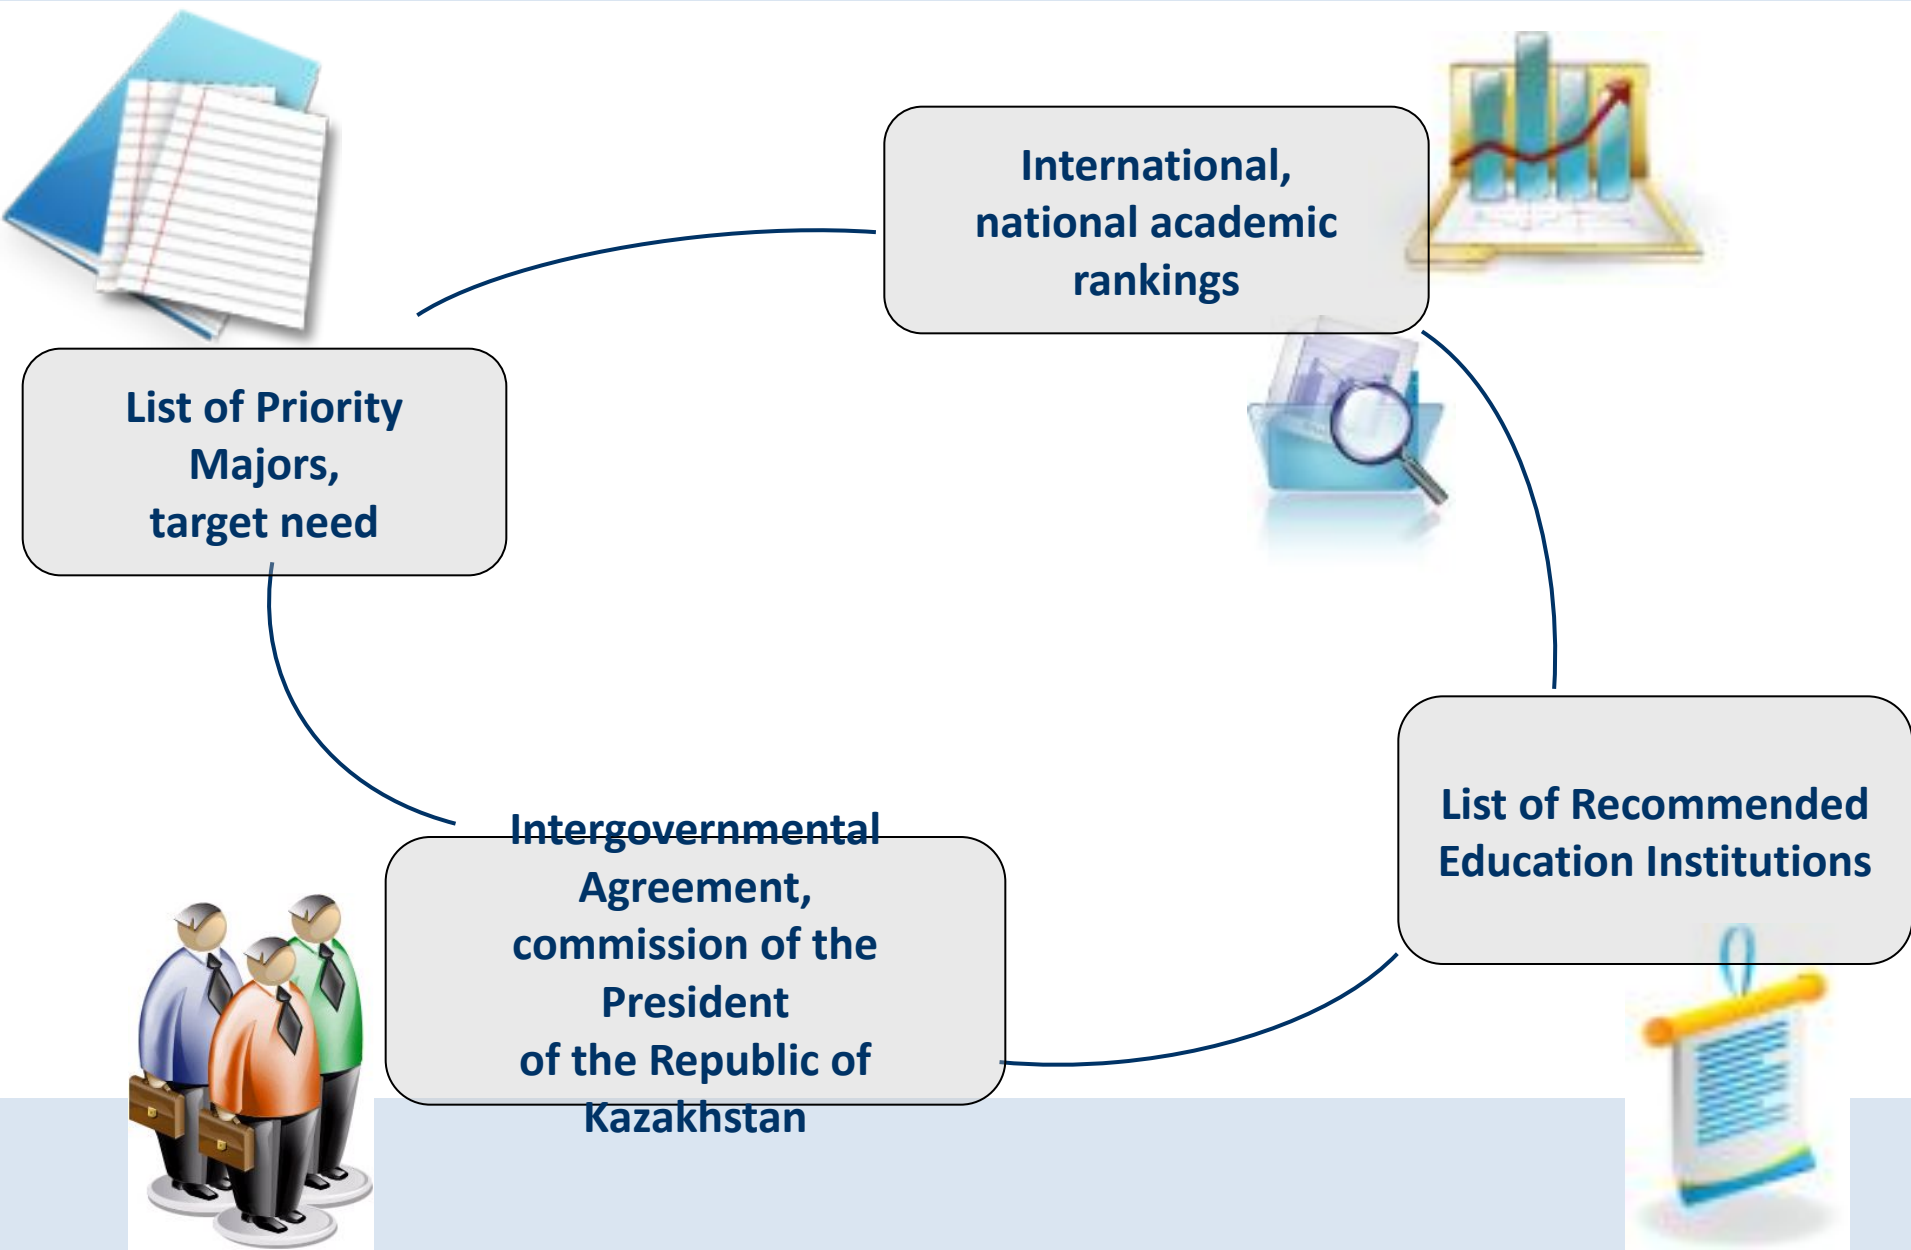 International,
national academic
rankings
List of Priority
Majors,
target need
List of Recommended
Education Institutions
Intergovernmental
Agreement,
commission of the
President
of the Republic of
Kazakhstan